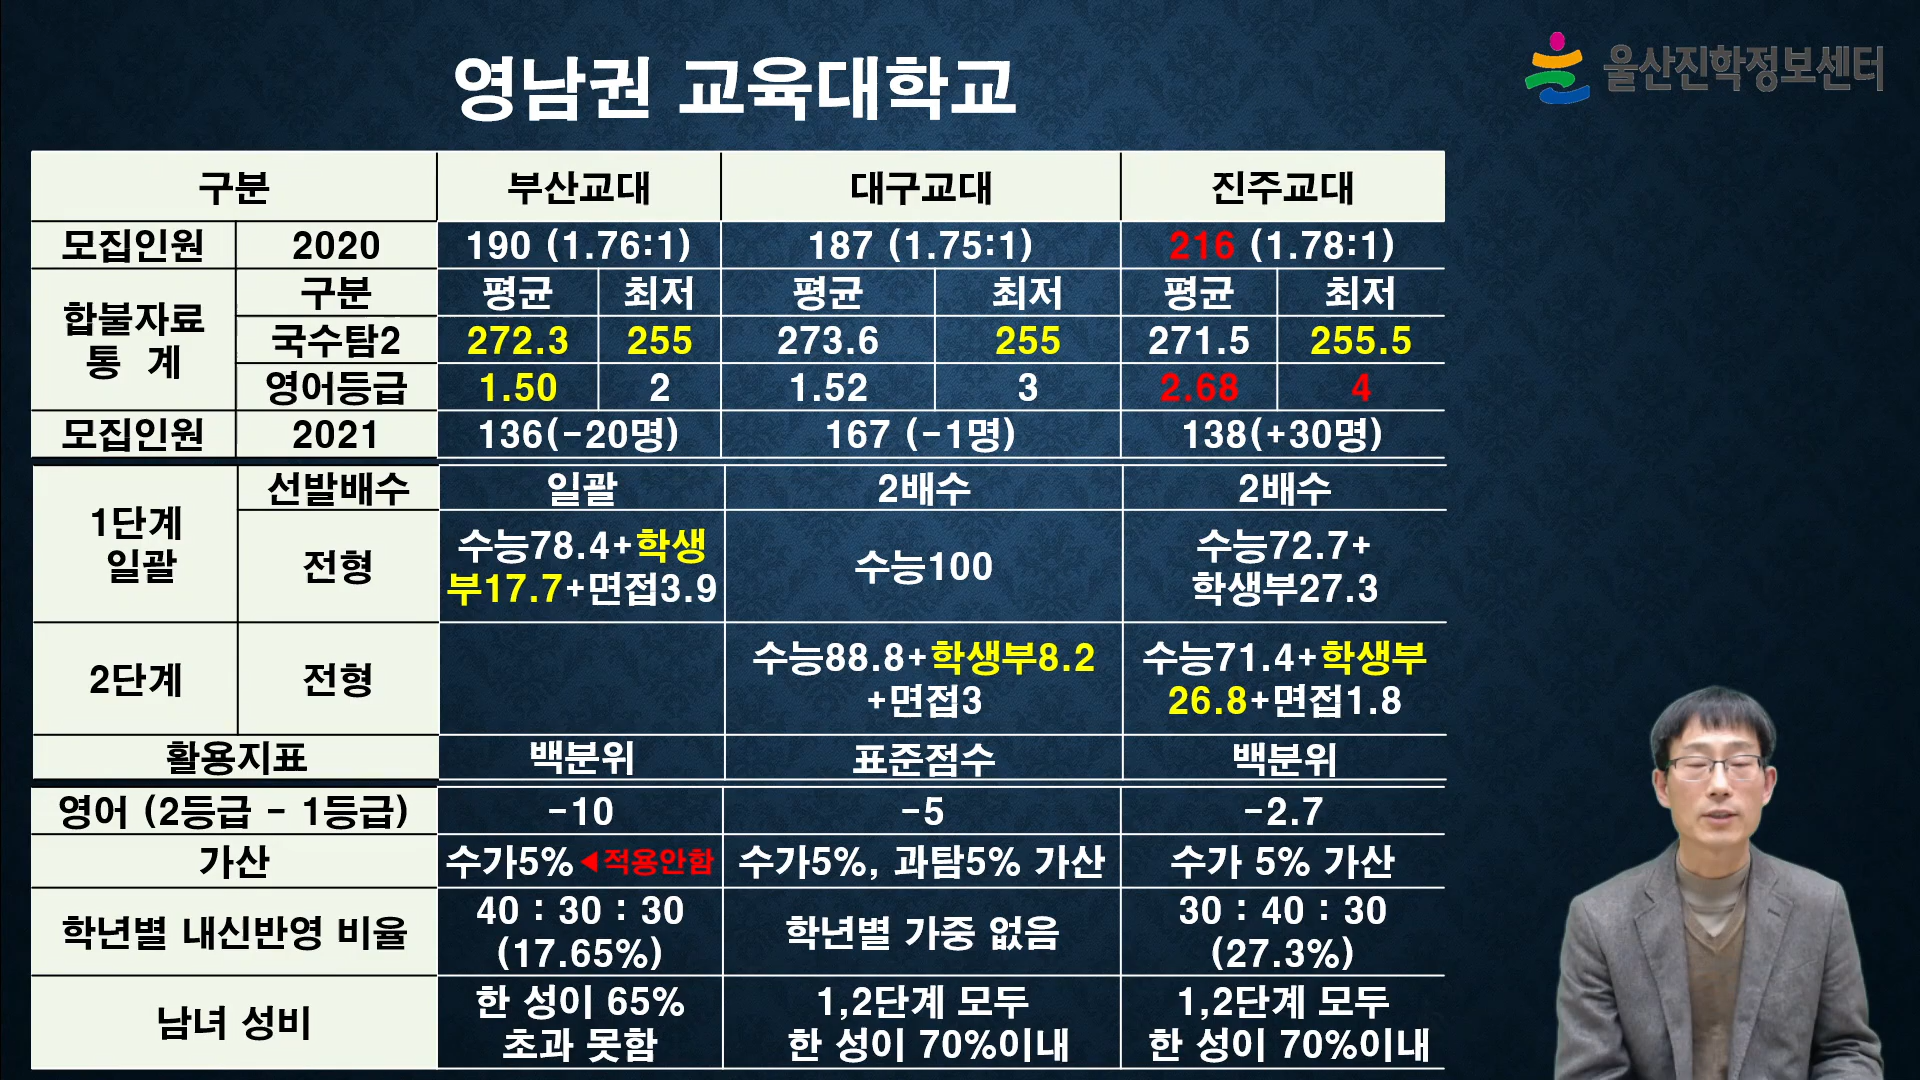 영남권 교육대학교
울산진학정보센터
구분 부산교대 대구교대 진주교대
모집인원 2020 190 (1.76:1) 187 (1.75:1) 216 (1.78:1)
합불자료
통 계
구분 평균 최저 평균 최저 평균 최저
국수탐2 272.3 255 273.6 255 271.5 255.5
영어등급 1.50 2 1.52 3 2.68 4
모집인원 2021 136(-20명) 167 (-1명) 138(+30명)
1단계
일괄
선발배수 일괄 2배수 2배수
전형
수능78.4+학생
부17.7+면접3.9
수능100
수능72.7+
학생부27.3
2단계 전형
수능88.8+학생부8.2
+면접3
수능71.4+학생부
26.8+면접1.8
활용지표 백분위 표준점수 백분위
영어 (2등급 - 1등급) -10 -5 -2.7
가산 수가5%◀적용안함 수가5%, 과탐5% 가산 수가 5% 가산
학년별 내신반영 비율
40 : 30 : 30
(17.65%)
학년별 가중 없음
30 : 40 : 30
(27.3%)
남녀 성비
한 성이 65%
초과 못함
1,2단계 모두
한 성이 70%이내
1,2단계 모두
한 성이 70%이내